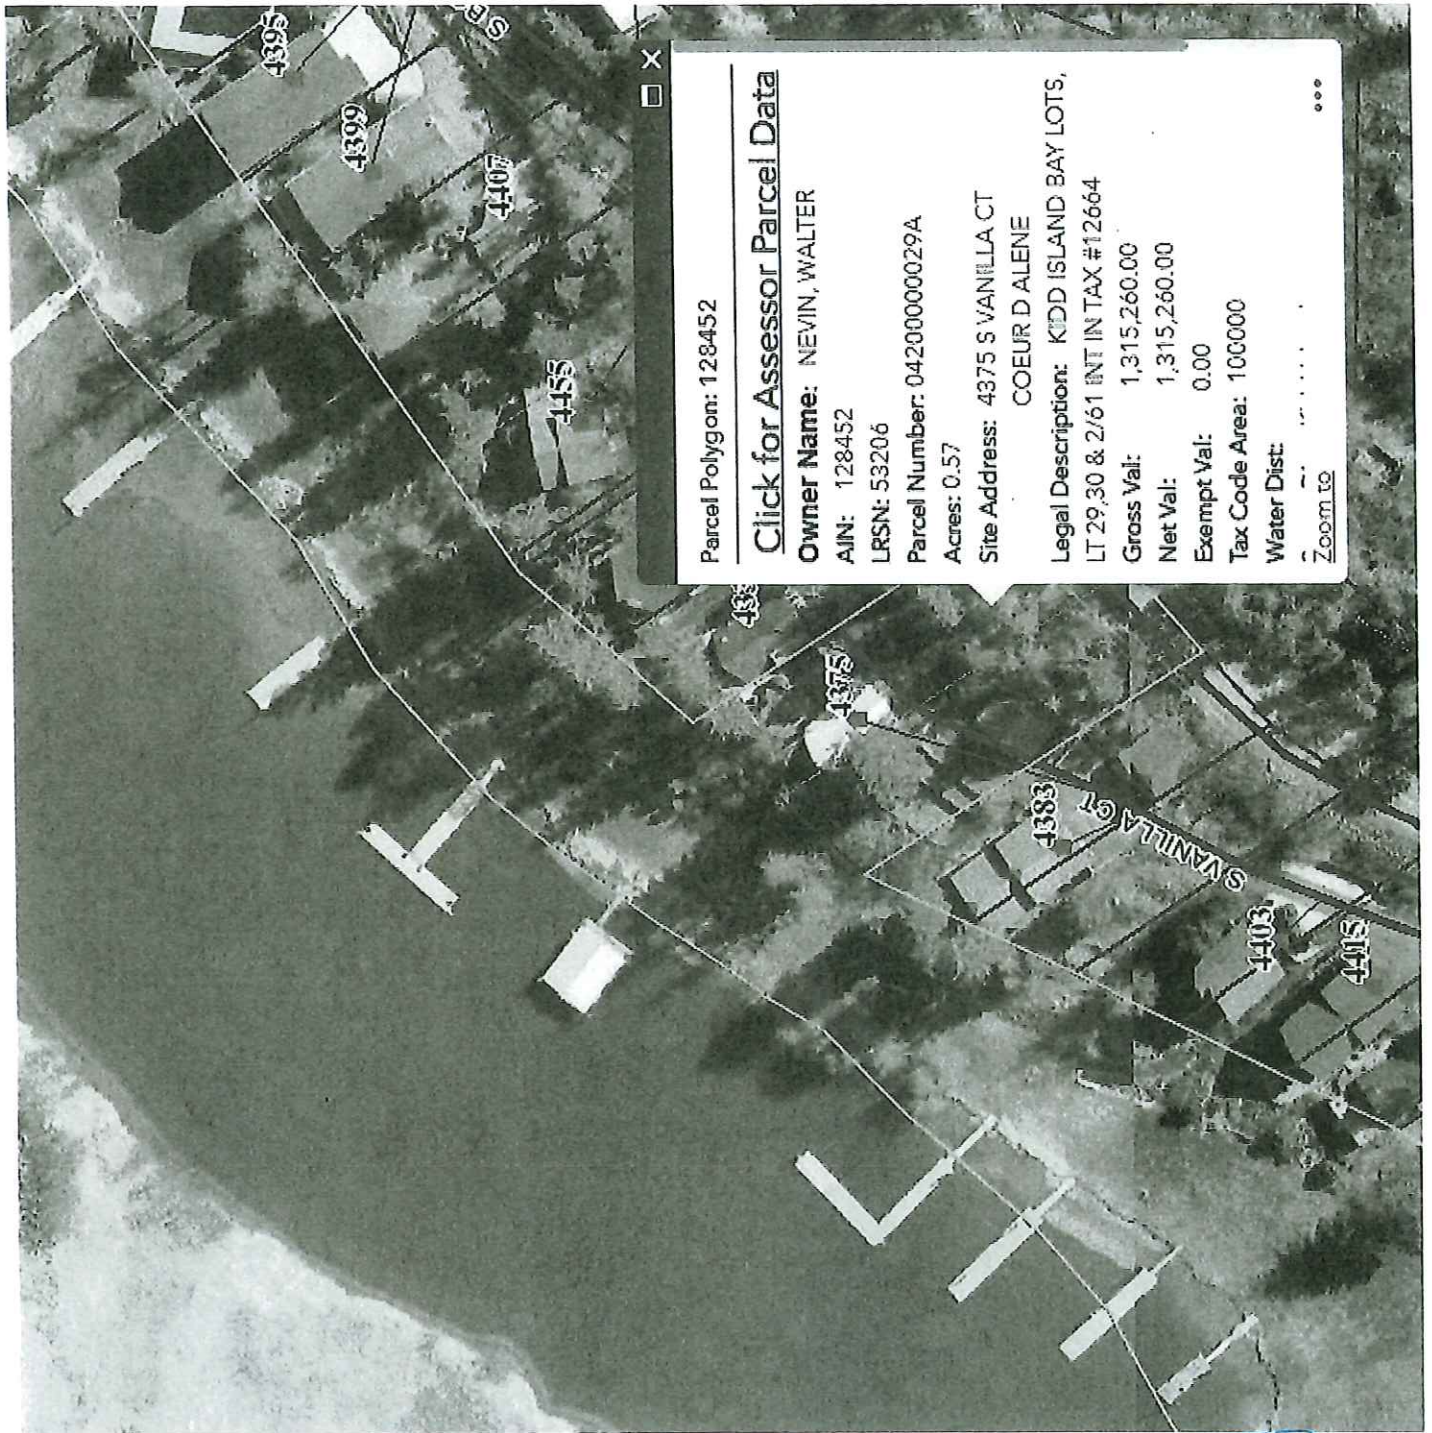 4395
4399
4407
4455
4375
4383
S VANILLA CT
4403
4415
Parcel Polygon: 128452
Click for Assessor Parcel Data
Owner Name: NEVIN, WALTER
AIN: 128452
LRSN: 53206
Parcel Number: 04200000029A
Acres: 0.57
Site Address: 4375 S VANILLA CT
COEUR D ALENE
Legal Description: KIDD ISLAND BAY LOTS,
LT 29,30 & 2/61 INT IN TAX #12664
Gross Val: 1,315,260.00
Net Val: 1,315,260.00
Exempt Val: 0.00
Tax Code Area: 100000
Water Dist:
Zoom to